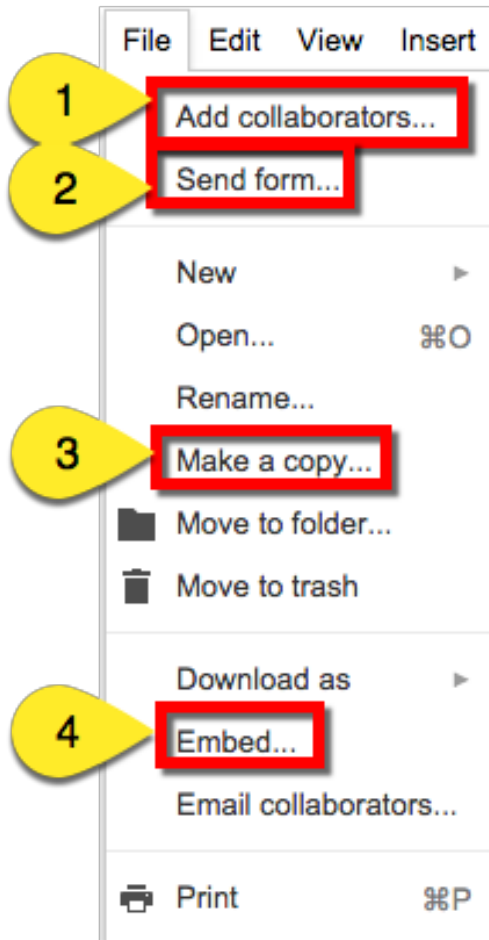 File Edit View Insert
1 Add collaborators...
2 Send form...
New
Open... ⌘O
Rename...
3 Make a copy...
Move to folder...
Move to trash
Download as
4 Embed...
Email collaborators...
Print ⌘P